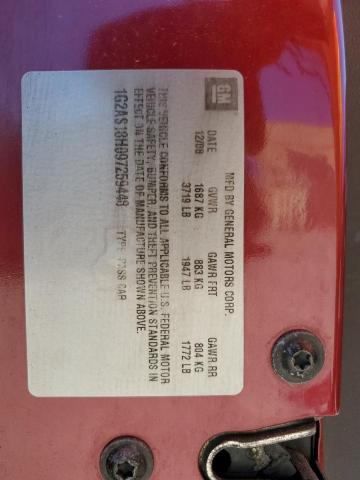 GM
MFD BY GENERAL MOTORS CORP.
DATE GVWR GAWR FRT GAWR RR
12/08 1687 KG 883 KG 804 KG
3719 LB 1947 LB 1772 LB
THIS VEHICLE CONFORMS TO ALL APPLICABLE U.S. FEDERAL MOTOR
VEHICLE SAFETY, BUMPER, AND THEFT PREVENTION STANDARDS IN
EFFECT ON THE DATE OF MANUFACTURE SHOWN ABOVE.
1G2AS18H097259448 TYPE: PASS CAR